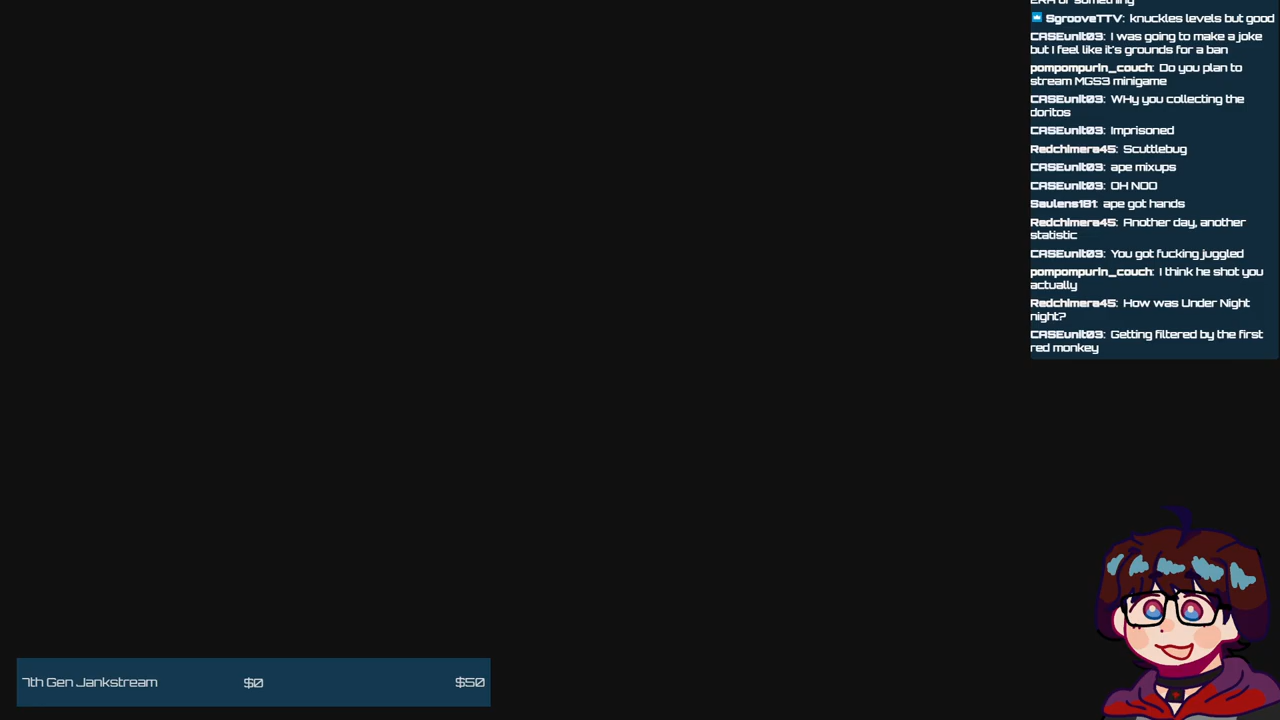 ERA or something
SgrooveTTV: knuckles levels but good
CASEunit03: I was going to make a joke
but I feel like it's grounds for a ban
pompompurin_couch: Do you plan to
stream MGS3 minigame
CASEunit03: WHy you collecting the
doritos
CASEunit03: Imprisoned
Redchimera45: Scuttlebug
CASEunit03: ape mixups
CASEunit03: OH NOO
Saulens181: ape got hands
Redchimera45: Another day, another
statistic
CASEunit03: You got fucking juggled
pompompurin_couch: I think he shot you
actually
Redchimera45: How was Under Night
night?
CASEunit03: Getting filtered by the first
red monkey
7th Gen Jankstream $0 $50